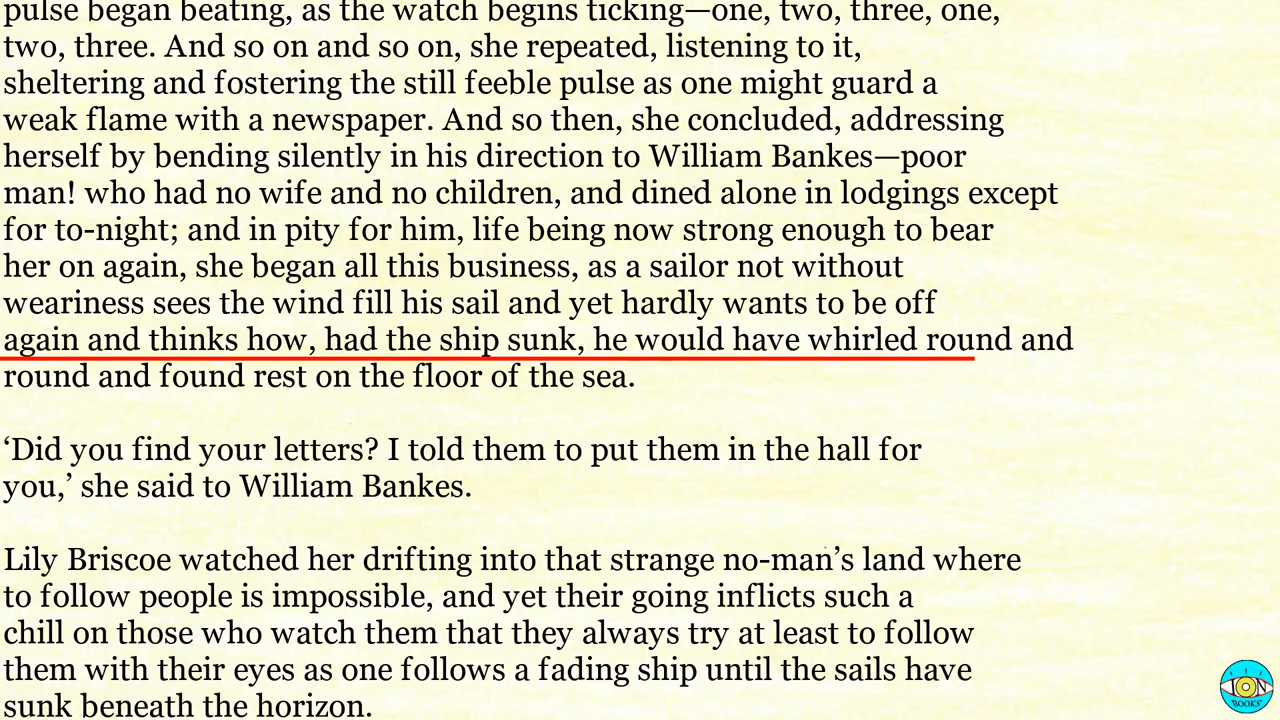 pulse began beating, as the watch begins ticking—one, two, three, one,
two, three. And so on and so on, she repeated, listening to it,
sheltering and fostering the still feeble pulse as one might guard a
weak flame with a newspaper. And so then, she concluded, addressing
herself by bending silently in his direction to William Bankes—poor
man! who had no wife and no children, and dined alone in lodgings except
for to-night; and in pity for him, life being now strong enough to bear
her on again, she began all this business, as a sailor not without
weariness sees the wind fill his sail and yet hardly wants to be off
again and thinks how, had the ship sunk, he would have whirled round and
round and found rest on the floor of the sea.
‘Did you find your letters? I told them to put them in the hall for
you,’ she said to William Bankes.
Lily Briscoe watched her drifting into that strange no-man’s land where
to follow people is impossible, and yet their going inflicts such a
chill on those who watch them that they always try at least to follow
them with their eyes as one follows a fading ship until the sails have
sunk beneath the horizon.
ION
BOOKS